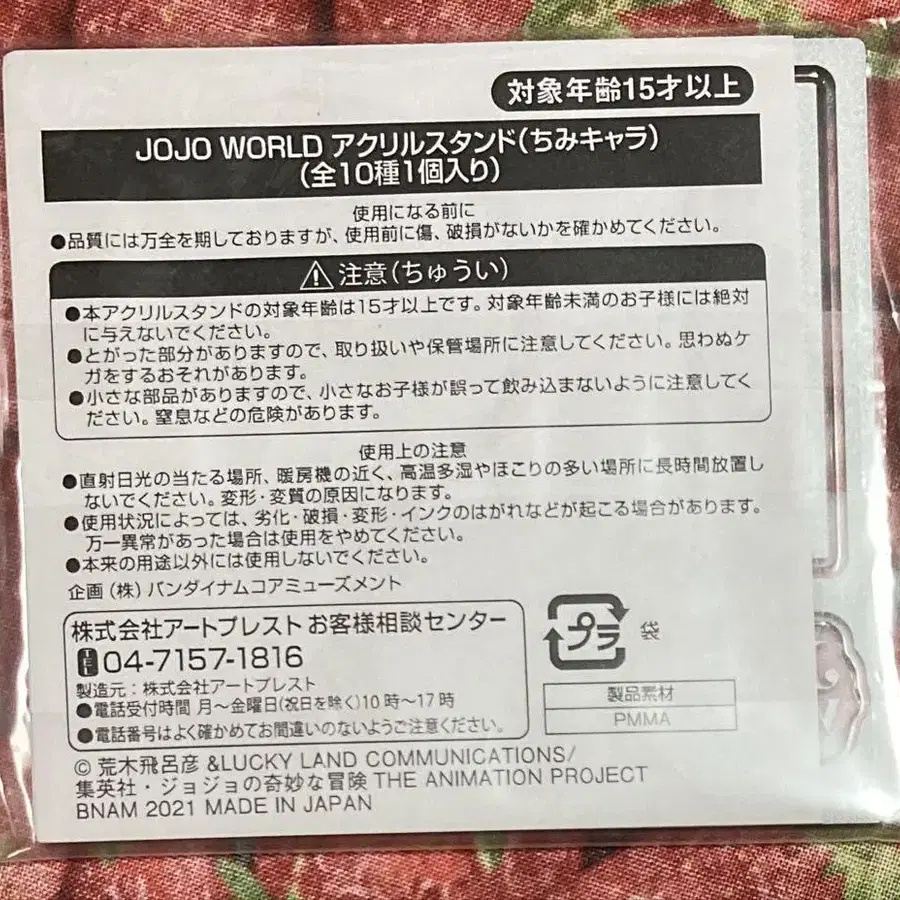 対象年齢15才以上
JOJO WORLD アクリルスタンド(ちみキャラ)
(全10種1個入り)
使用になる前に
●品質には万全を期しておりますが、使用前に傷、破損がないかを確かめてください。
⚠注意(ちゅうい)
●本アクリルスタンドの対象年齢は15才以上です。対象年齢未満のお子様には絶対
に与えないでください。
●とがった部分がありますので、取り扱いや保管場所に注意してください。思わぬケ
ガをするおそれがあります。
●小さな部品がありますので、小さなお子様が誤って飲み込まないように注意してく
ださい。窒息などの危険があります。
使用上の注意
●直射日光の当たる場所、暖房機の近く、高温多湿やほこりの多い場所に長時間放置し
ないでください。変形・変質の原因になります。
●使用状況によっては、劣化・破損・変形・インクのはがれなどが起こる場合があります。
万一異常があった場合は使用をやめてください。
●本来の用途以外には使用しないでください。
企画(株)バンダイナムコアミューズメント
株式会社アートプレスト お客様相談センター
TEL 04-7157-1816
製造元:株式会社アートプレスト
●電話受付時間 月〜金曜日(祝日を除く)10時〜17時
●電話番号はよく確かめてお間違いのないようご注意ください。
プラ 袋
製品素材
PMMA
© 荒木飛呂彦 &LUCKY LAND COMMUNICATIONS/
集英社・ジョジョの奇妙な冒険 THE ANIMATION PROJECT
BNAM 2021 MADE IN JAPAN